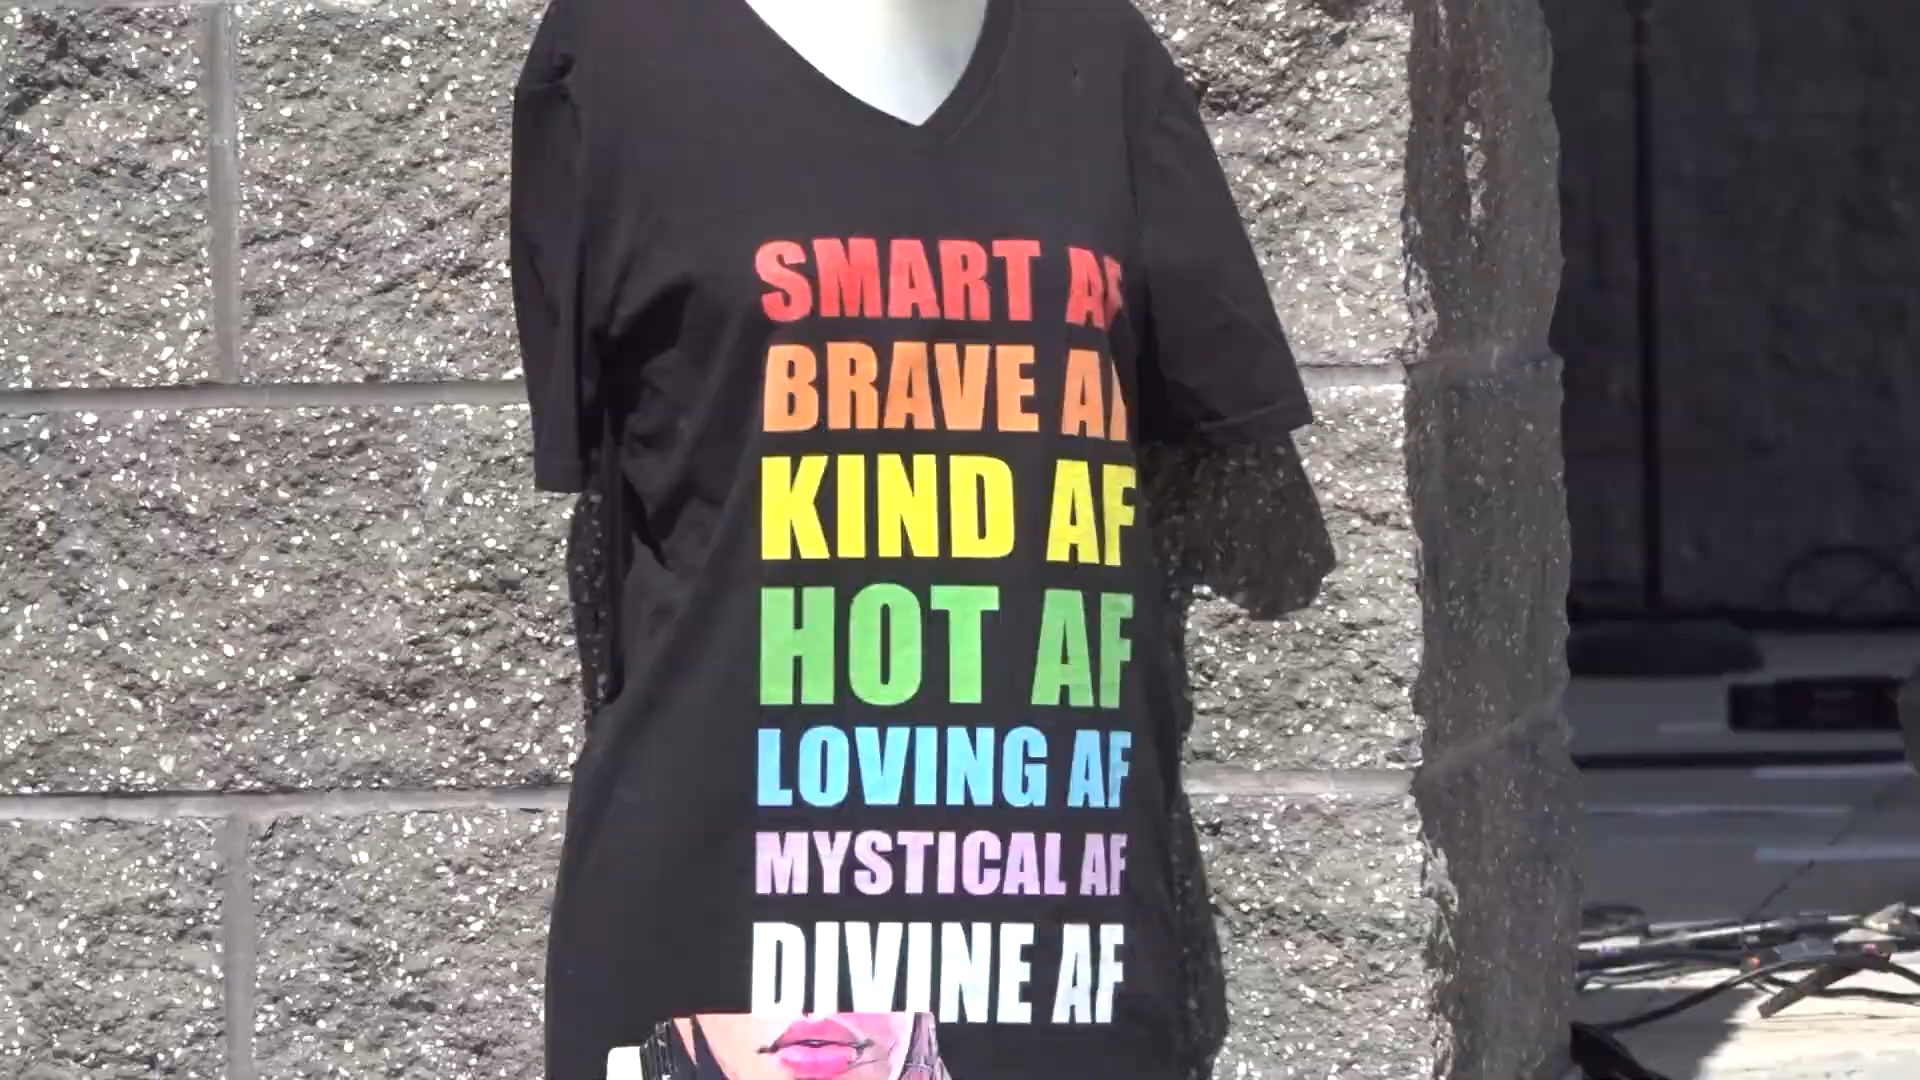 SMART AF
BRAVE AF
KIND AF
HOT AF
LOVING AF
MYSTICAL AF
DIVINE AF